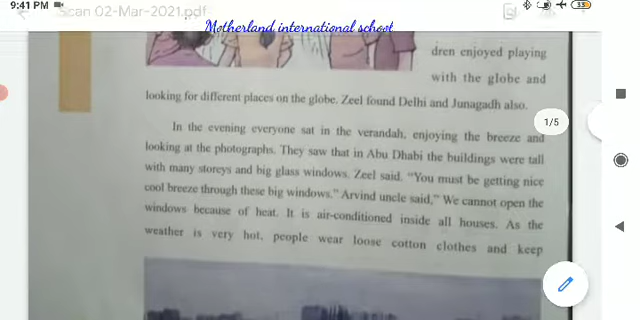 9:41 PM
33
Scan 02-Mar-2021.pdf
Motherland international school
dren enjoyed playing
with the globe and
looking for different places on the globe. Zeel found Delhi and Junagadh also.
1/5
In the evening everyone sat in the verandah, enjoying the breeze and
looking at the photographs. They saw that in Abu Dhabi the buildings were tall
with many storeys and big glass windows. Zeel said. "You must be getting nice
cool breeze through these big windows." Arvind uncle said," We cannot open the
windows because of heat. It is air-conditioned inside all houses. As the
weather is very hot, people wear loose cotton clothes and keep